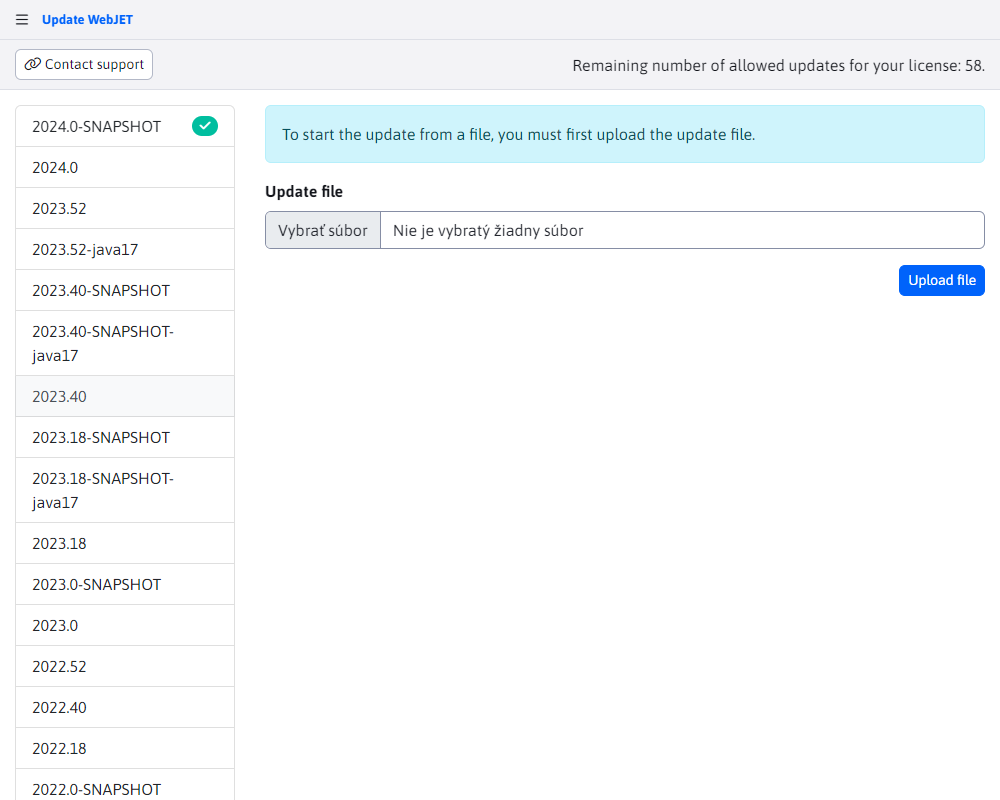 Update WebJET
Contact support
Remaining number of allowed updates for your license: 58.
2024.0-SNAPSHOT
2024.0
2023.52
2023.52-java17
2023.40-SNAPSHOT
2023.40-SNAPSHOT-
java17
2023.40
2023.18-SNAPSHOT
2023.18-SNAPSHOT-
java17
2023.18
2023.0-SNAPSHOT
2023.0
2022.52
2022.40
2022.18
2022.0-SNAPSHOT
To start the update from a file, you must first upload the update file.
Update file
Vybrať súbor
Nie je vybratý žiadny súbor
Upload file